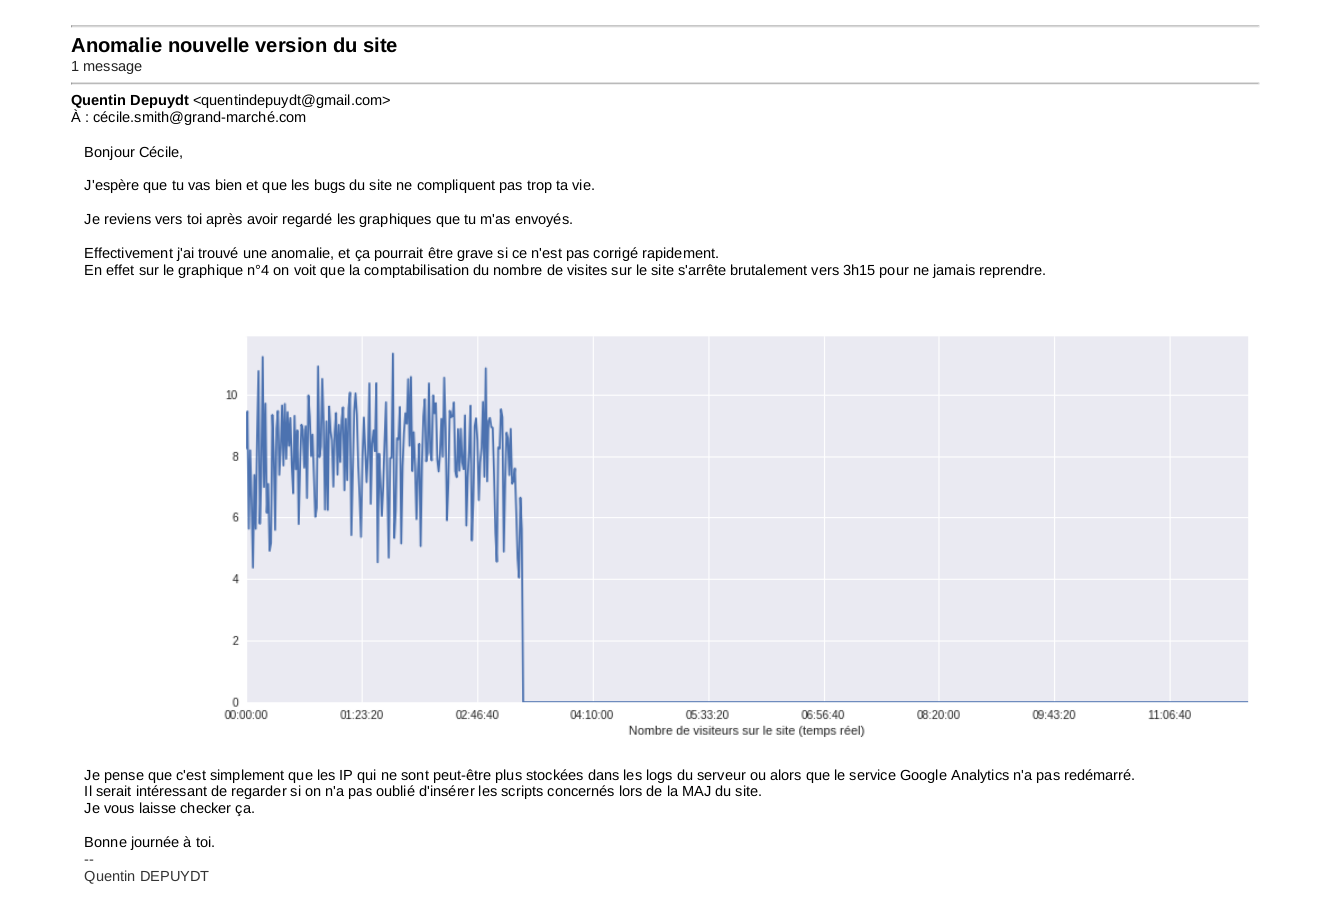 Anomalie nouvelle version du site
1 message
Quentin Depuydt <quentindepuydt@gmail.com>
À : cécile.smith@grand-marché.com
Bonjour Cécile,
J'espère que tu vas bien et que les bugs du site ne compliquent pas trop ta vie.
Je reviens vers toi après avoir regardé les graphiques que tu m'as envoyés.
Effectivement j'ai trouvé une anomalie, et ça pourrait être grave si ce n'est pas corrigé rapidement.
En effet sur le graphique n°4 on voit que la comptabilisation du nombre de visites sur le site s'arrête brutalement vers 3h15 pour ne jamais reprendre.
10
8
6
4
2
0
00:00:00 01:23:20 02:46:40 04:10:00 05:33:20 06:56:40 08:20:00 09:43:20 11:06:40
Nombre de visiteurs sur le site (temps réel)
Je pense que c'est simplement que les IP qui ne sont peut-être plus stockées dans les logs du serveur ou alors que le service Google Analytics n'a pas redémarré.
Il serait intéressant de regarder si on n'a pas oublié d'insérer les scripts concernés lors de la MAJ du site.
Je vous laisse checker ça.
Bonne journée à toi.
--
Quentin DEPUYDT